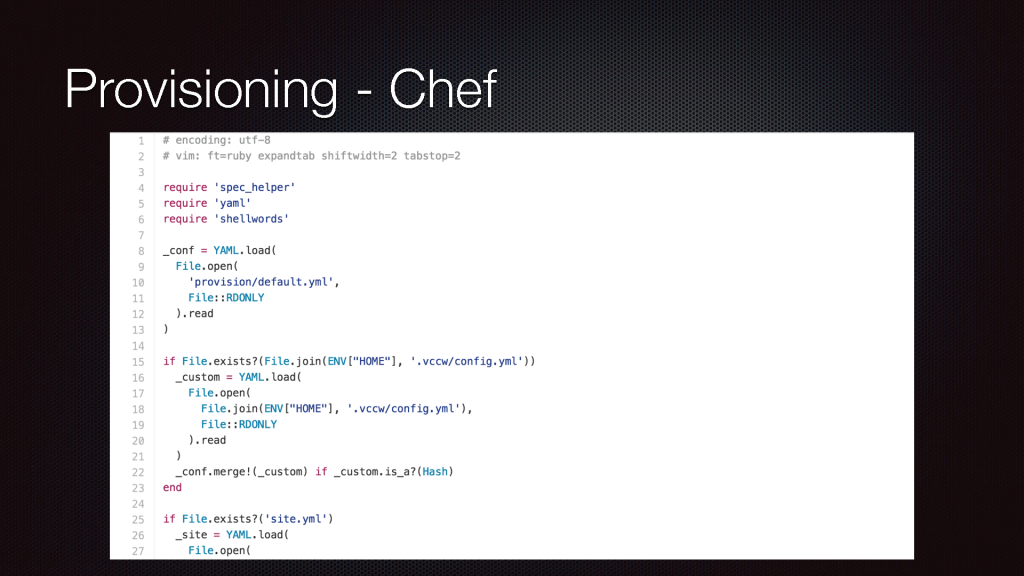 Provisioning - Chef
1 # encoding: utf-8
2 # vim: ft=ruby expandtab shiftwidth=2 tabstop=2
3
4 require 'spec_helper'
5 require 'yaml'
6 require 'shellwords'
7
8 _conf = YAML.load(
9   File.open(
10     'provision/default.yml',
11     File::RDONLY
12   ).read
13 )
14
15 if File.exists?(File.join(ENV["HOME"], '.vccw/config.yml'))
16   _custom = YAML.load(
17     File.open(
18       File.join(ENV["HOME"], '.vccw/config.yml'),
19       File::RDONLY
20     ).read
21   )
22   _conf.merge!(_custom) if _custom.is_a?(Hash)
23 end
24
25 if File.exists?('site.yml')
26   _site = YAML.load(
27     File.open(